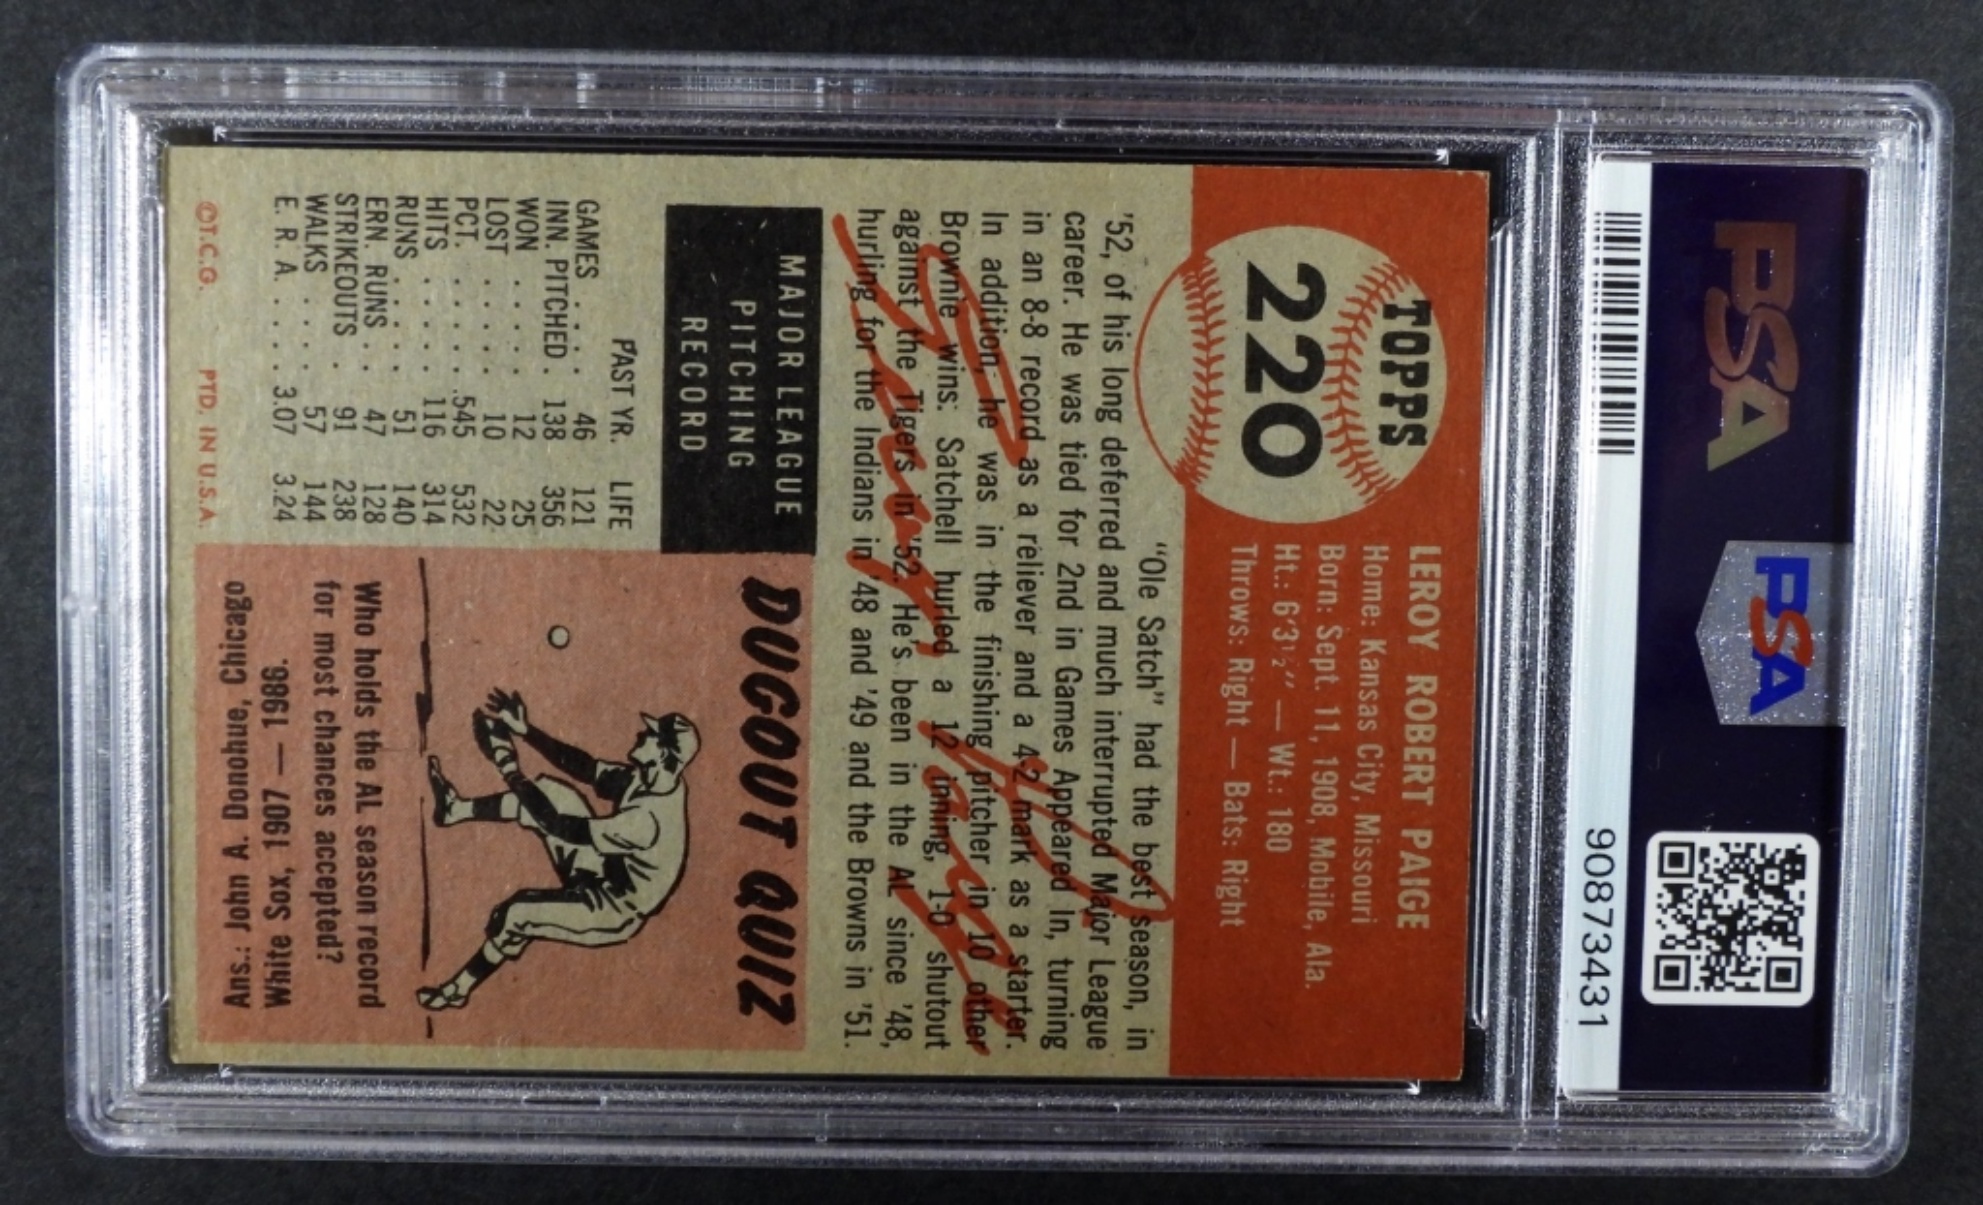 PSA
PSA
90873431
TOPPS
220
LEROY ROBERT PAIGE
Home: Kansas City, Missouri
Born: Sept. 11, 1908, Mobile, Ala.
Ht.: 6'3½" — Wt.: 180
Throws: Right — Bats: Right
"Ole Satch" had the best season, in
'52, of his long deferred and much interrupted Major League
career. He was tied for 2nd in Games Appeared In, turning
in an 8-8 record as a reliever and a 4-2 mark as a starter.
In addition, he was in the finishing pitcher in 10 other
Brownie wins. Satchell hurled a 12 inning, 1-0 shutout
against the Tigers in '52. He's been in the AL since '48,
hurling for the Indians in '48 and '49 and the Browns in '51.
MAJOR LEAGUE
PITCHING
RECORD
PAST YR. LIFE
GAMES . . . . 46 121
INN. PITCHED . 138 356
WON . . . . . 12 25
LOST . . . . . 10 22
PCT. . . . . . .545 532
HITS . . . . . 116 314
RUNS . . . . . 51 140
ERN. RUNS . . 47 128
STRIKEOUTS . 91 238
WALKS . . . . 57 144
E. R. A. . . . . 3.07 3.24
©T.C.G. PTD. IN U.S.A.
DUGOUT QUIZ
Who holds the AL season record
for most chances accepted?
Ans.: John A. Donohue, Chicago
White Sox, 1907 — 1986.